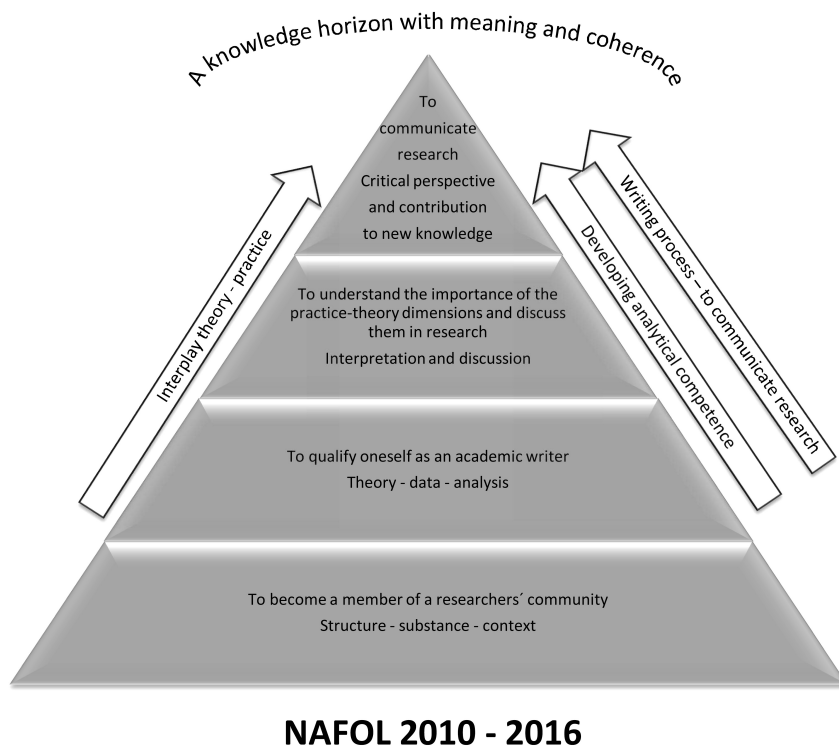 A knowledge horizon with meaning and coherence
To
communicate
research
Critical perspective
and contribution
to new knowledge
Interplay theory - practice
Developing analytical competence
Writing process – to communicate research
To understand the importance of the
practice-theory dimensions and discuss
them in research
Interpretation and discussion
To qualify oneself as an academic writer
Theory - data - analysis
To become a member of a researchers´ community
Structure - substance - context
NAFOL 2010 - 2016